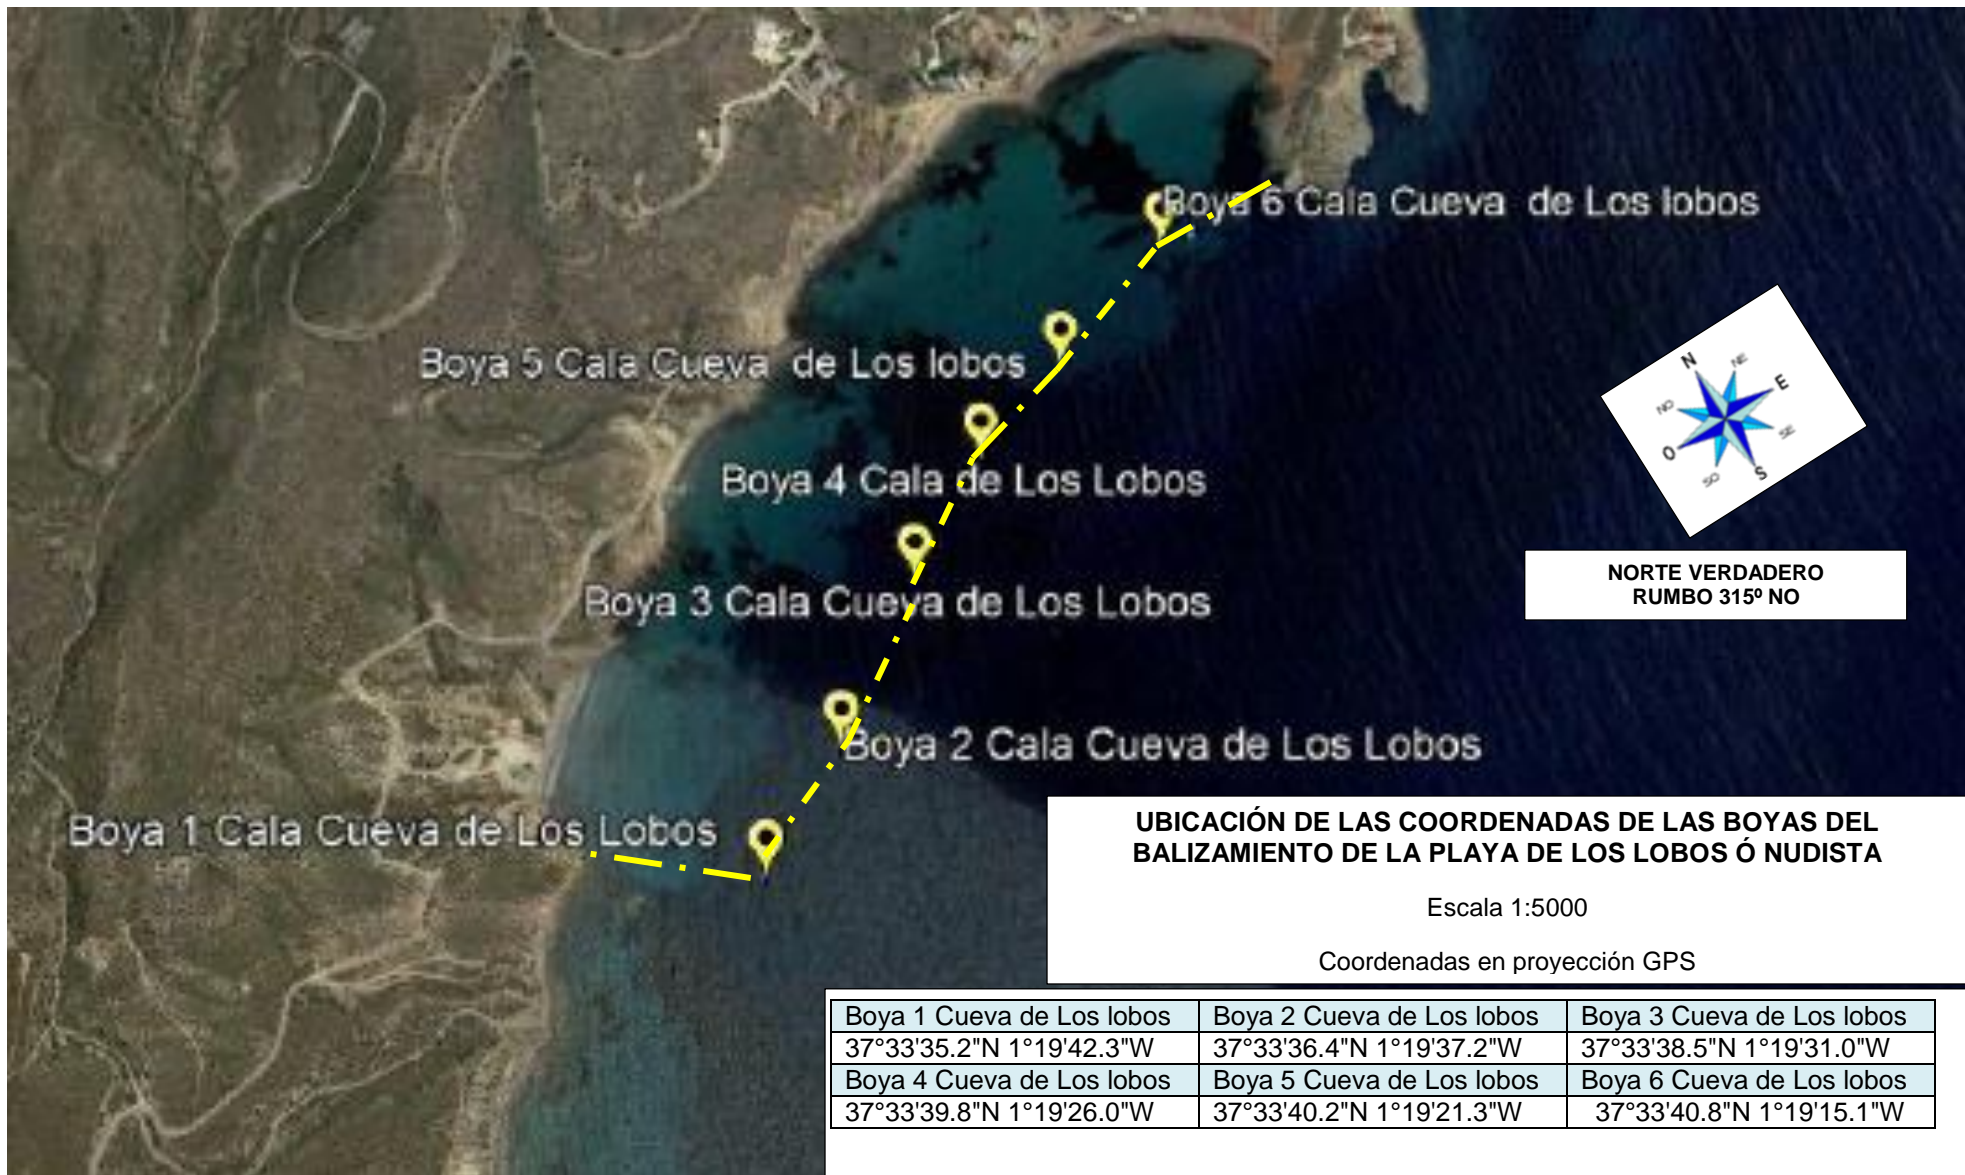 Boya 6 Cala Cueva de Los lobos
Boya 5 Cala Cueva de Los lobos
Boya 4 Cala de Los Lobos
Boya 3 Cala Cueva de Los Lobos
Boya 2 Cala Cueva de Los Lobos
Boya 1 Cala Cueva de Los Lobos
N
NE
E
SE
S
SO
O
NO
NORTE VERDADERO
RUMBO 315º NO
UBICACIÓN DE LAS COORDENADAS DE LAS BOYAS DEL
BALIZAMIENTO DE LA PLAYA DE LOS LOBOS Ó NUDISTA
Escala 1:5000
Coordenadas en proyección GPS
Boya 1 Cueva de Los lobos Boya 2 Cueva de Los lobos Boya 3 Cueva de Los lobos
37°33'35.2"N 1°19'42.3"W 37°33'36.4"N 1°19'37.2"W 37°33'38.5"N 1°19'31.0"W
Boya 4 Cueva de Los lobos Boya 5 Cueva de Los lobos Boya 6 Cueva de Los lobos
37°33'39.8"N 1°19'26.0"W 37°33'40.2"N 1°19'21.3"W 37°33'40.8"N 1°19'15.1"W